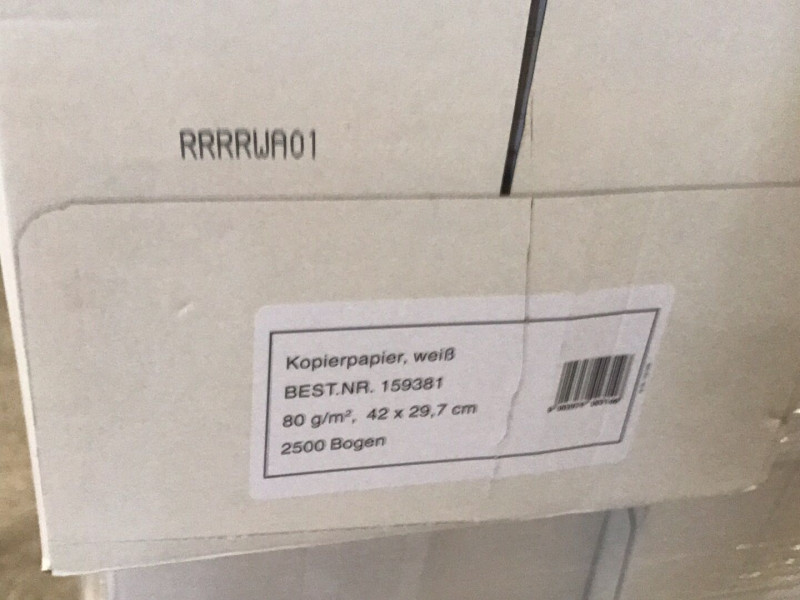 RRRRWA01
Kopierpapier, weiß
BEST.NR. 159381
80 g/m², 42 x 29,7 cm
2500 Bogen